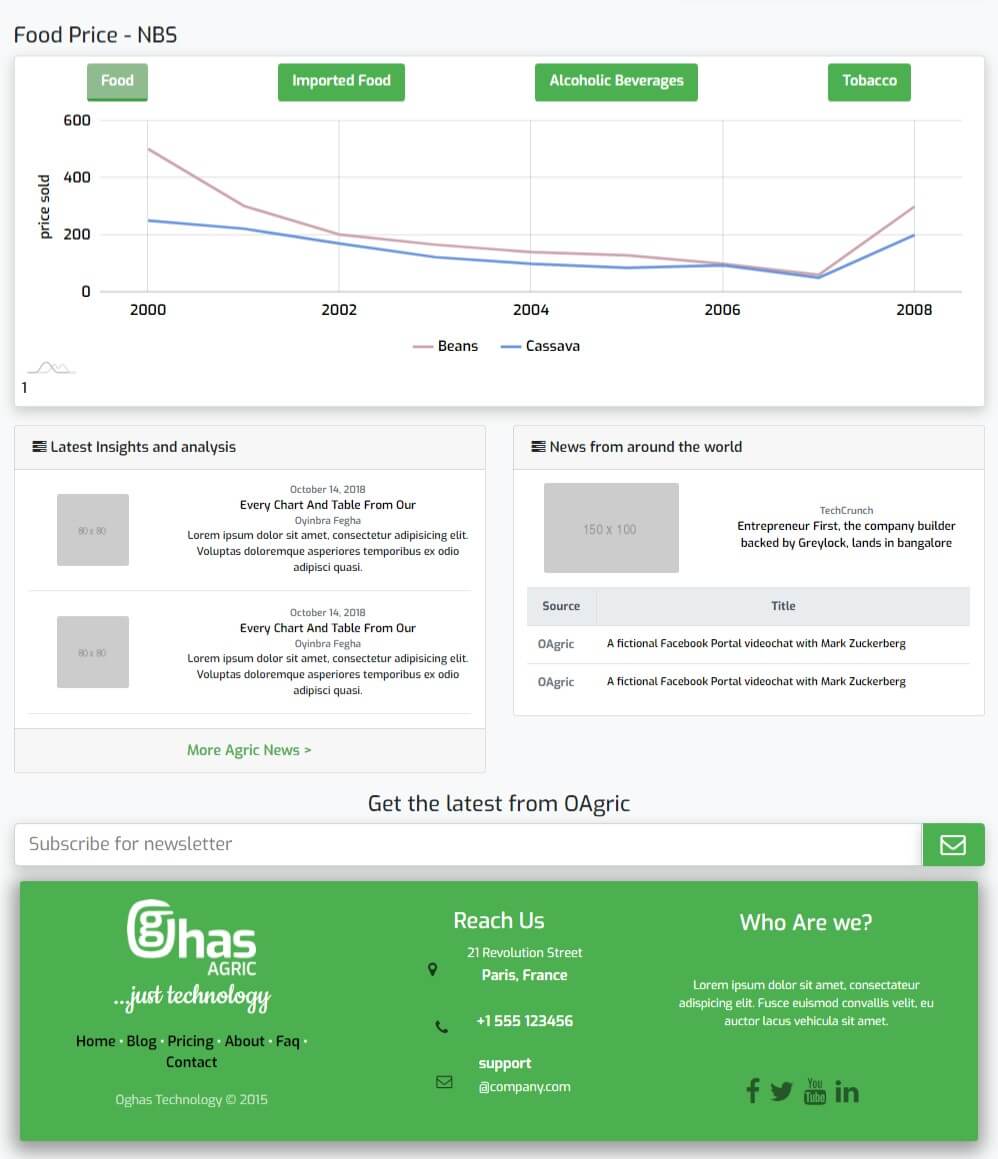 Food Price - NBS
Food
Imported Food
Alcoholic Beverages
Tobacco
600
400
200
0
price sold
2000
2002
2004
2006
2008
Beans
Cassava
1
Latest Insights and analysis
80 x 80
October 14, 2018
Every Chart And Table From Our
Oyinbra Fegha
Lorem ipsum dolor sit amet, consectetur adipisicing elit.
Voluptas doloremque asperiores temporibus ex odio
adipisci quasi.
80 x 80
October 14, 2018
Every Chart And Table From Our
Oyinbra Fegha
Lorem ipsum dolor sit amet, consectetur adipisicing elit.
Voluptas doloremque asperiores temporibus ex odio
adipisci quasi.
More Agric News >
News from around the world
150 x 100
TechCrunch
Entrepreneur First, the company builder
backed by Greylock, lands in bangalore
Source
Title
OAgric
A fictional Facebook Portal videochat with Mark Zuckerberg
OAgric
A fictional Facebook Portal videochat with Mark Zuckerberg
Get the latest from OAgric
Subscribe for newsletter
ghas
AGRIC
...just technology
Home · Blog · Pricing · About · Faq ·
Contact
Oghas Technology © 2015
Reach Us
21 Revolution Street
Paris, France
+1 555 123456
support
@company.com
Who Are we?
Lorem ipsum dolor sit amet, consectateur
adispicing elit. Fusce euismod convallis velit, eu
auctor lacus vehicula sit amet.
You
Tube